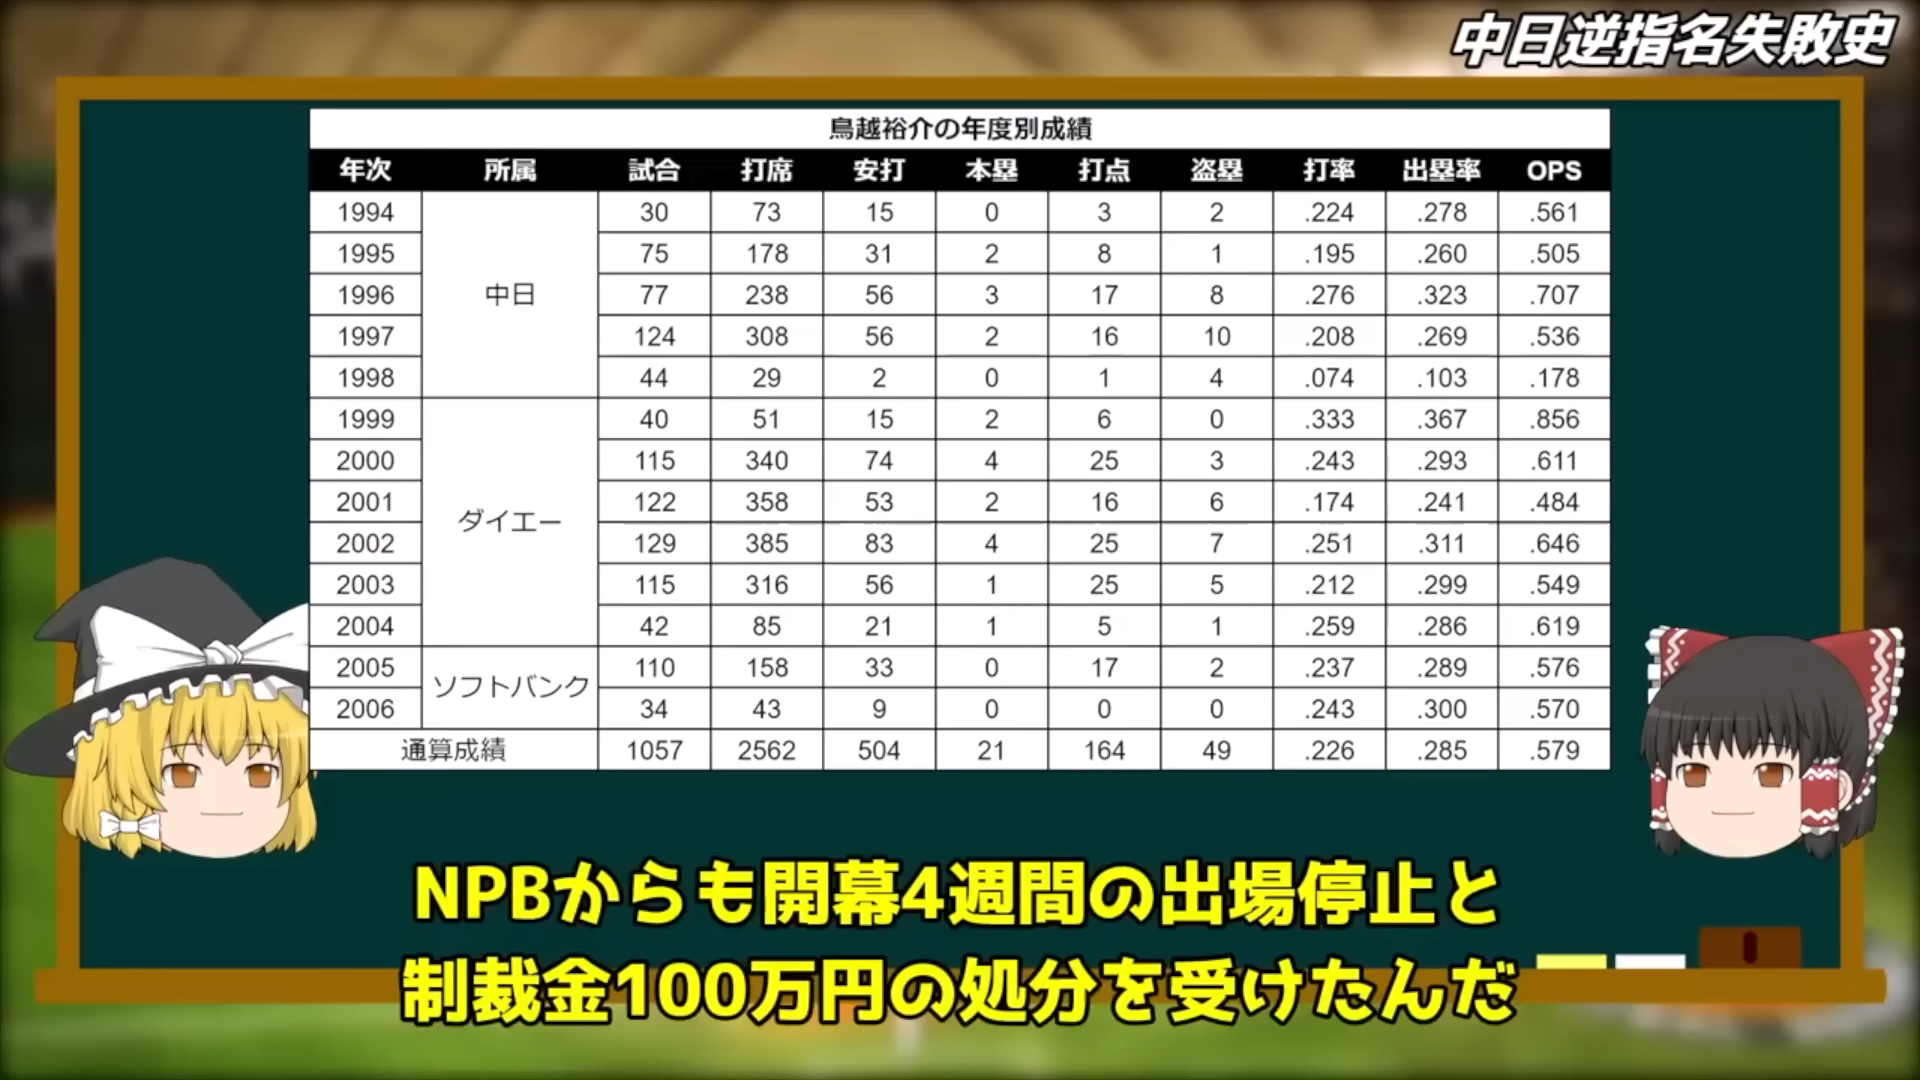 中日逆指名失敗史
鳥越裕介の年度別成績
年次 所属 試合 打席 安打 本塁 打点 盗塁 打率 出塁率 OPS
1994 中日 30 73 15 0 3 2 .224 .278 .561
1995 75 178 31 2 8 1 .195 .260 .505
1996 77 238 56 3 17 8 .276 .323 .707
1997 124 308 56 2 16 10 .208 .269 .536
1998 44 29 2 0 1 4 .074 .103 .178
1999 ダイエー 40 51 15 2 6 0 .333 .367 .856
2000 115 340 74 4 25 3 .243 .293 .611
2001 122 358 53 2 16 6 .174 .241 .484
2002 129 385 83 4 25 7 .251 .311 .646
2003 115 316 56 1 25 5 .212 .299 .549
2004 42 85 21 1 5 1 .259 .286 .619
2005 ソフトバンク 110 158 33 0 17 2 .237 .289 .576
2006 34 43 9 0 0 0 .243 .300 .570
通算成績 1057 2562 504 21 164 49 .226 .285 .579
NPBからも開幕4週間の出場停止と
制裁金100万円の処分を受けたんだ